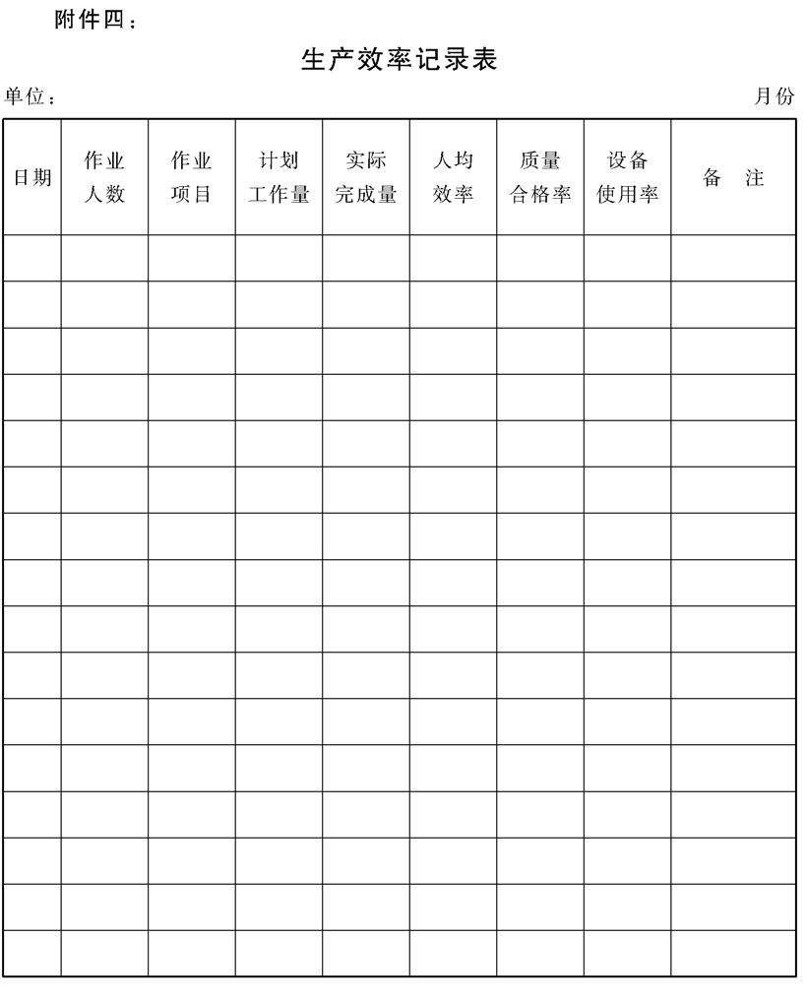 附件四：
生产效率记录表
单位： 月份
日期 作业人数 作业项目 计划工作量 实际完成量 人均效率 质量合格率 设备使用率 备 注